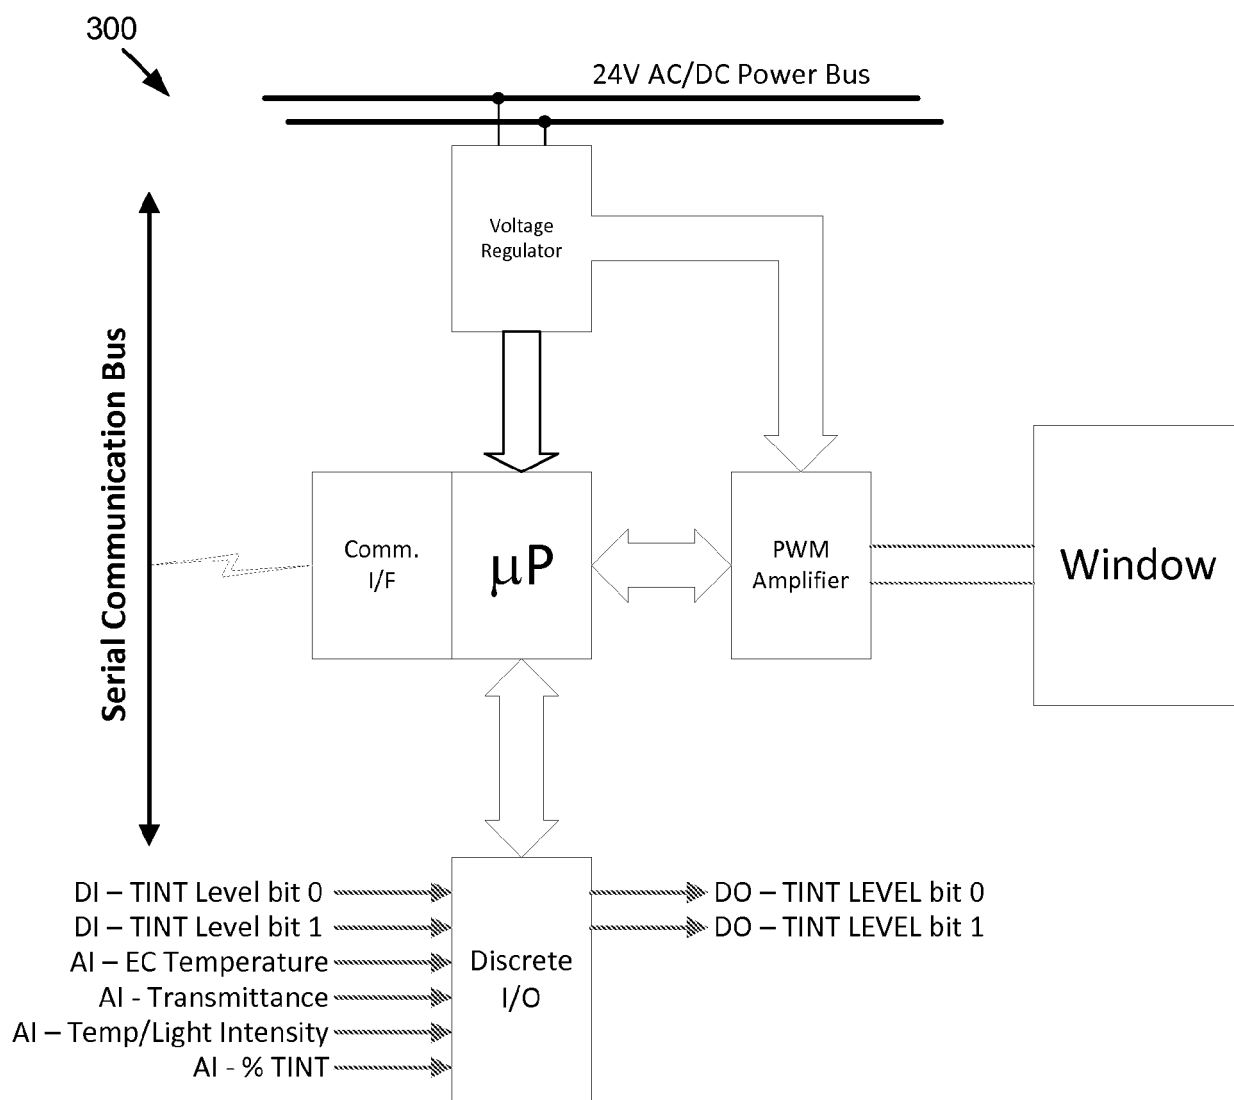 300
24V AC/DC Power Bus
Voltage
Regulator
Serial Communication Bus
Comm.
I/F
µP
PWM
Amplifier
Window
DI – TINT Level bit 0
DI – TINT Level bit 1
AI – EC Temperature
AI - Transmittance
AI – Temp/Light Intensity
AI - % TINT
Discrete
I/O
DO – TINT LEVEL bit 0
DO – TINT LEVEL bit 1